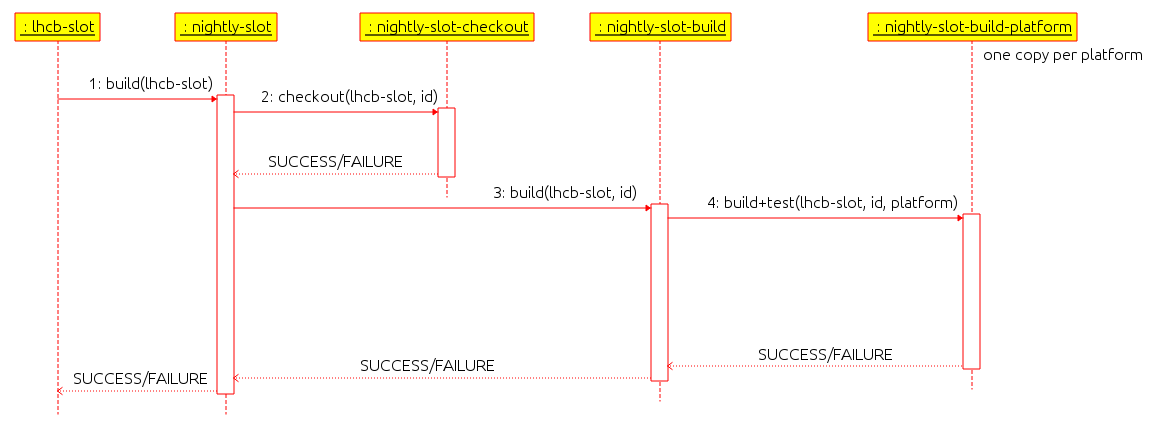 : lhcb-slot
: nightly-slot
: nightly-slot-checkout
: nightly-slot-build
: nightly-slot-build-platform
one copy per platform
1: build(lhcb-slot)
2: checkout(lhcb-slot, id)
SUCCESS/FAILURE
3: build(lhcb-slot, id)
4: build+test(lhcb-slot, id, platform)
SUCCESS/FAILURE
SUCCESS/FAILURE
SUCCESS/FAILURE